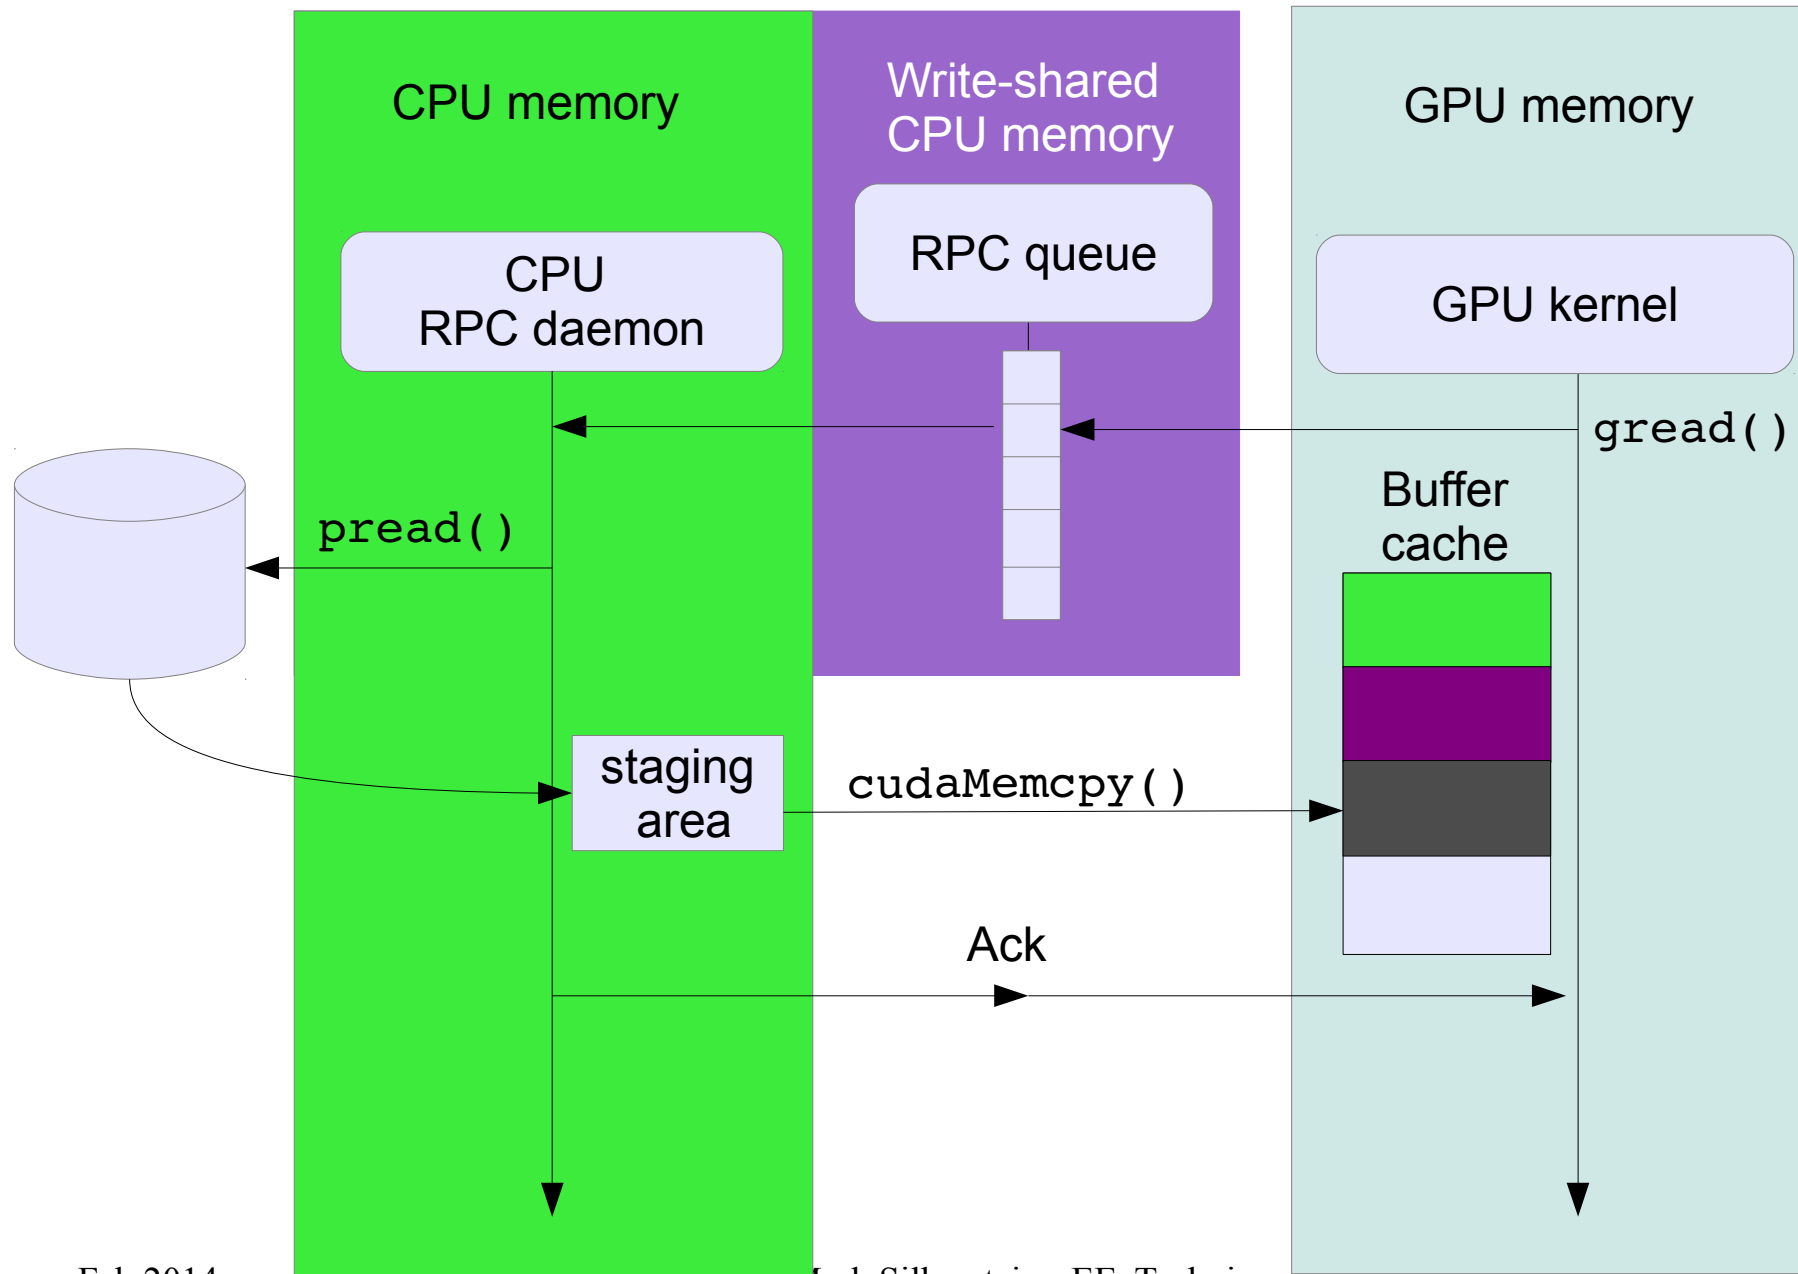 CPU memory
Write-shared
CPU memory
GPU memory
CPU
RPC daemon
RPC queue
GPU kernel
gread()
Buffer
cache
pread()
staging
area
cudaMemcpy()
Ack
2014